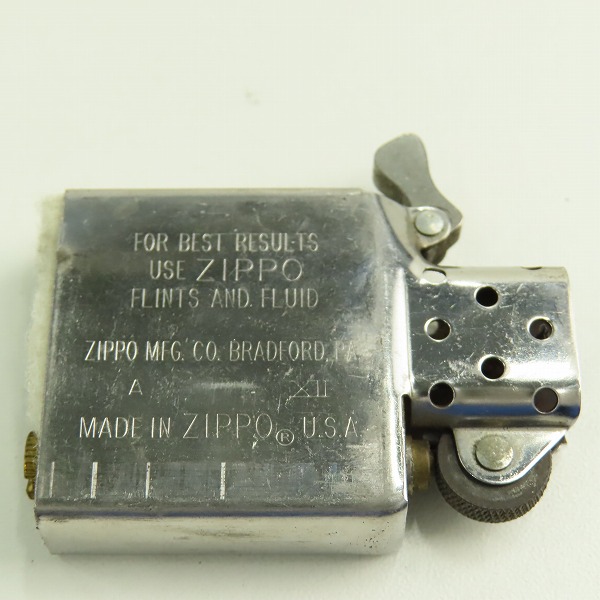 FOR BEST RESULTS
USE ZIPPO
FLINTS AND FLUID
ZIPPO MFG. CO. BRADFORD, PA.
A XII
MADE IN ZIPPO® U.S.A.